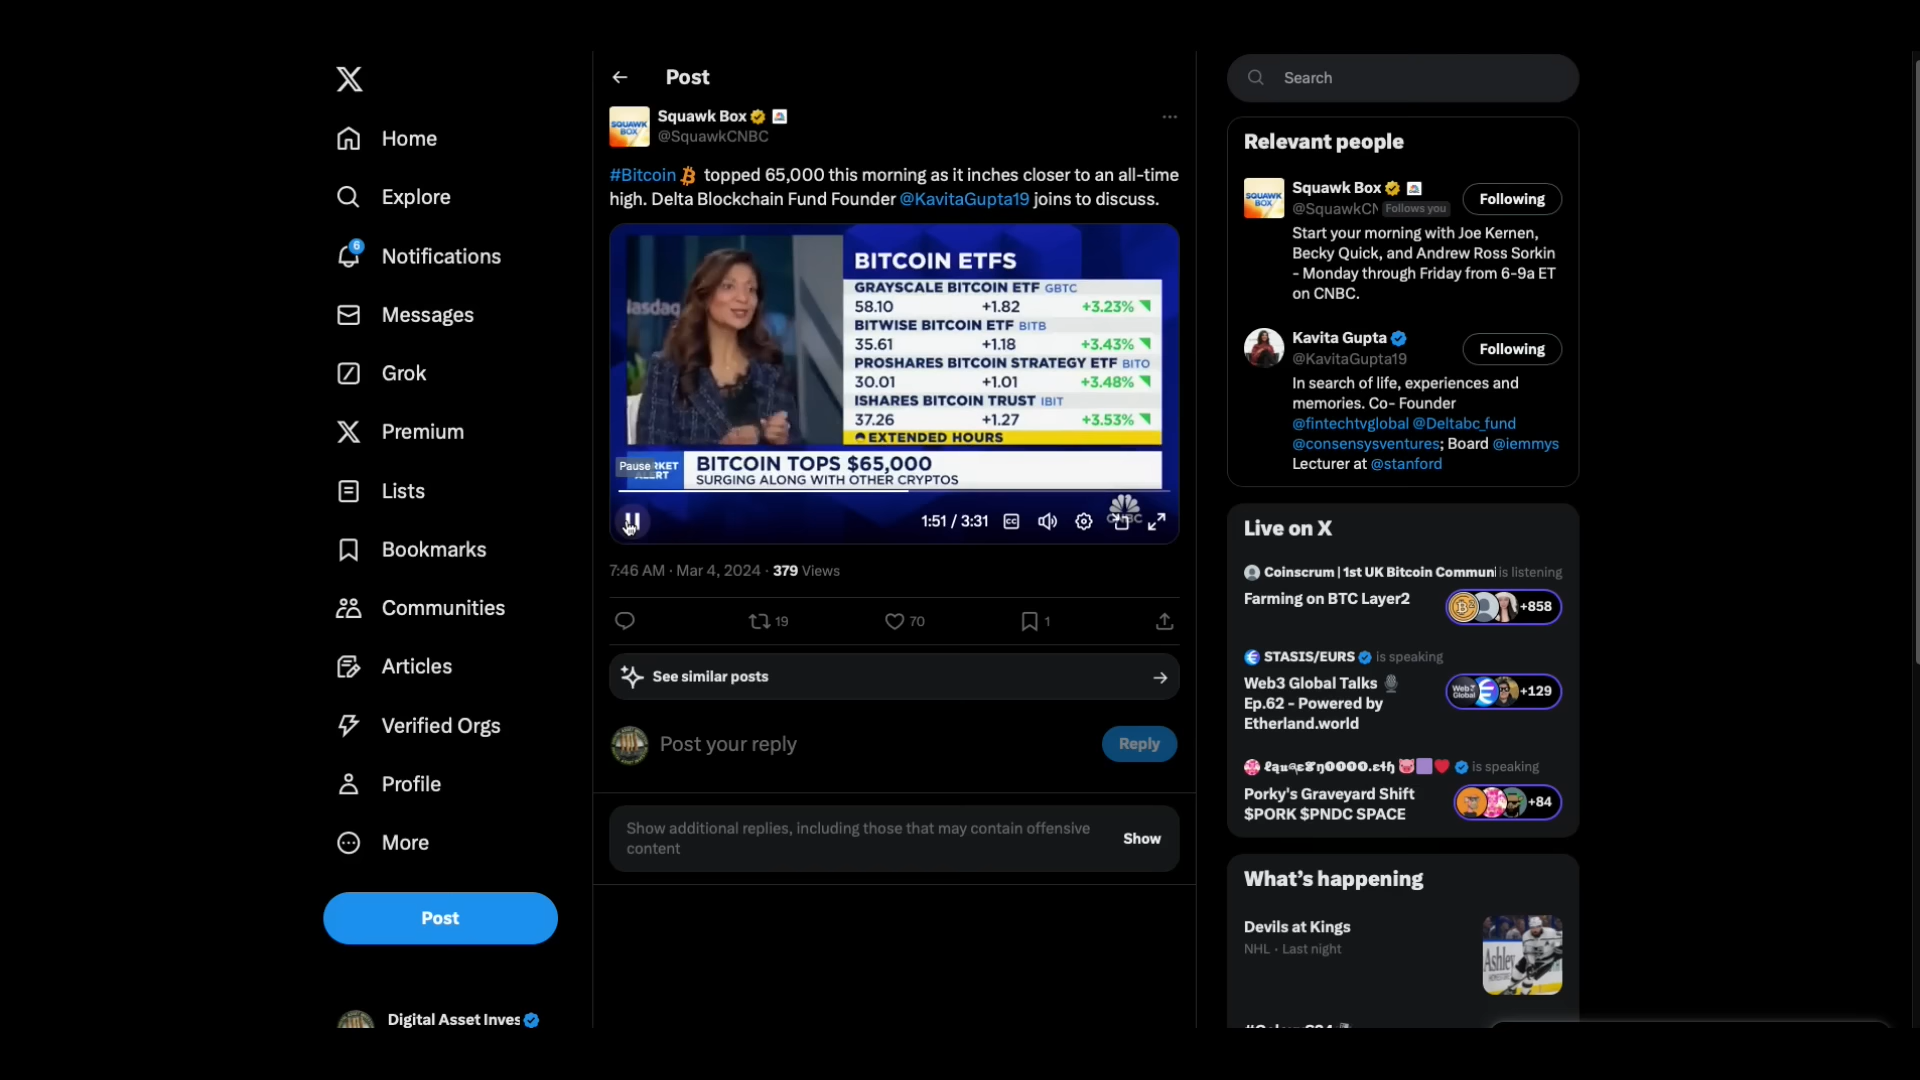 Home
Explore
6
Notifications
Messages
Grok
Premium
Lists
Bookmarks
Communities
Articles
Verified Orgs
Profile
More
Post
Digital Asset Inves
Post
SQUAWK
BOX
Squawk Box
@SquawkCNBC
#Bitcoin topped 65,000 this morning as it inches closer to an all-time
high. Delta Blockchain Fund Founder @KavitaGupta19 joins to discuss.
Nasdaq
BITCOIN ETFS
GRAYSCALE BITCOIN ETF GBTC
58.10 +1.82 +3.23%
BITWISE BITCOIN ETF BITB
35.61 +1.18 +3.43%
PROSHARES BITCOIN STRATEGY ETF BITO
30.01 +1.01 +3.48%
ISHARES BITCOIN TRUST IBIT
37.26 +1.27 +3.53%
EXTENDED HOURS
Pause
BITCOIN TOPS $65,000
SURGING ALONG WITH OTHER CRYPTOS
1:51 / 3:31
CC
CNBC
7:46 AM · Mar 4, 2024 · 379 Views
19 70 1
See similar posts
Post your reply
Reply
Show additional replies, including those that may contain offensive
content
Show
Search
Relevant people
SQUAWK
BOX
Squawk Box
@SquawkCN Follows you
Following
Start your morning with Joe Kernen,
Becky Quick, and Andrew Ross Sorkin
- Monday through Friday from 6-9a ET
on CNBC.
Kavita Gupta
@KavitaGupta19
Following
In search of life, experiences and
memories. Co- Founder
@fintechtvglobal @Deltabc_fund
@consensysventures; Board @iemmys
Lecturer at @stanford
Live on X
Coinscrum | 1st UK Bitcoin Communi is listening
Farming on BTC Layer2
+858
STASIS/EURS is speaking
Web3 Global Talks
Ep.62 - Powered by
Etherland.world
Web3
Global
+129
is speaking
Porky's Graveyard Shift
$PORK $PNDC SPACE
+84
What's happening
Devils at Kings
NHL · Last night
Ashley